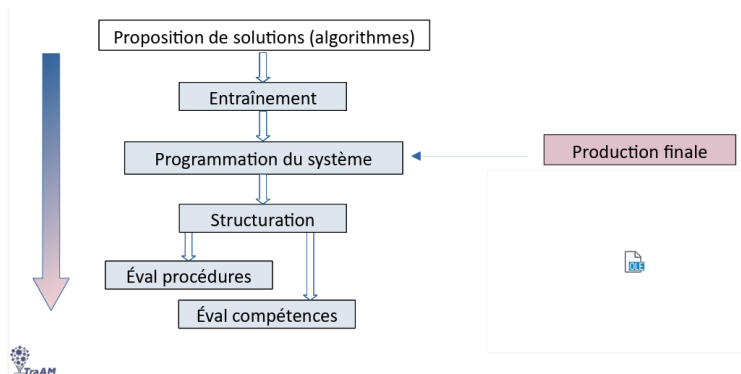 Proposition de solutions (algorithmes)
Entraînement
Programmation du système
Production finale
Structuration
Éval procédures
Éval compétences
OLE
TraAM